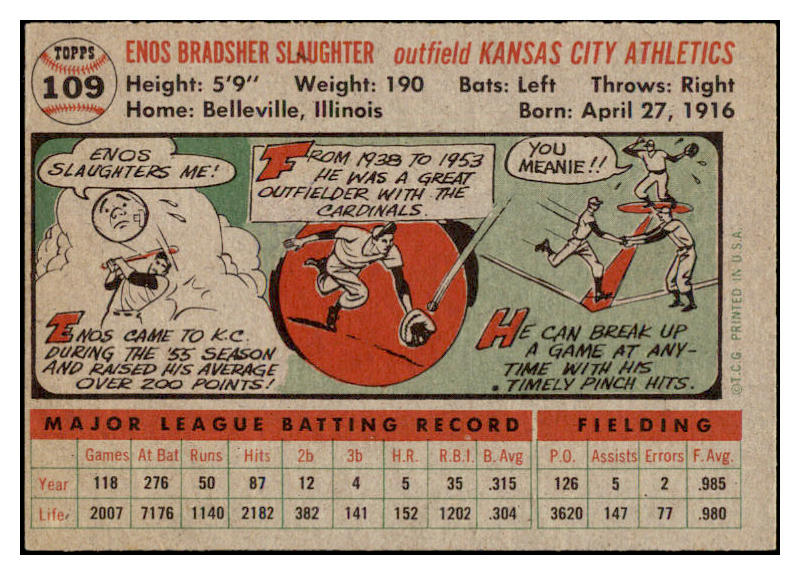 TOPPS
109
ENOS BRADSHER SLAUGHTER outfield KANSAS CITY ATHLETICS
Height: 5'9" Weight: 190 Bats: Left Throws: Right
Home: Belleville, Illinois Born: April 27, 1916
ENOS
SLAUGHTERS ME!
FROM 1938 TO 1953
HE WAS A GREAT
OUTFIELDER WITH THE
CARDINALS.
YOU
MEANIE!!
ENOS CAME TO K.C.
DURING THE '55 SEASON
AND RAISED HIS AVERAGE
OVER 200 POINTS!
HE CAN BREAK UP
A GAME AT ANY-
TIME WITH HIS
TIMELY PINCH HITS.
©T.C.G. PRINTED IN U.S.A.
MAJOR LEAGUE BATTING RECORD FIELDING
Games At Bat Runs Hits 2b 3b H.R. R.B.I. B. Avg P.O. Assists Errors F. Avg.
Year 118 276 50 87 12 4 5 35 .315 126 5 2 .985
Life 2007 7176 1140 2182 382 141 152 1202 .304 3620 147 77 .980